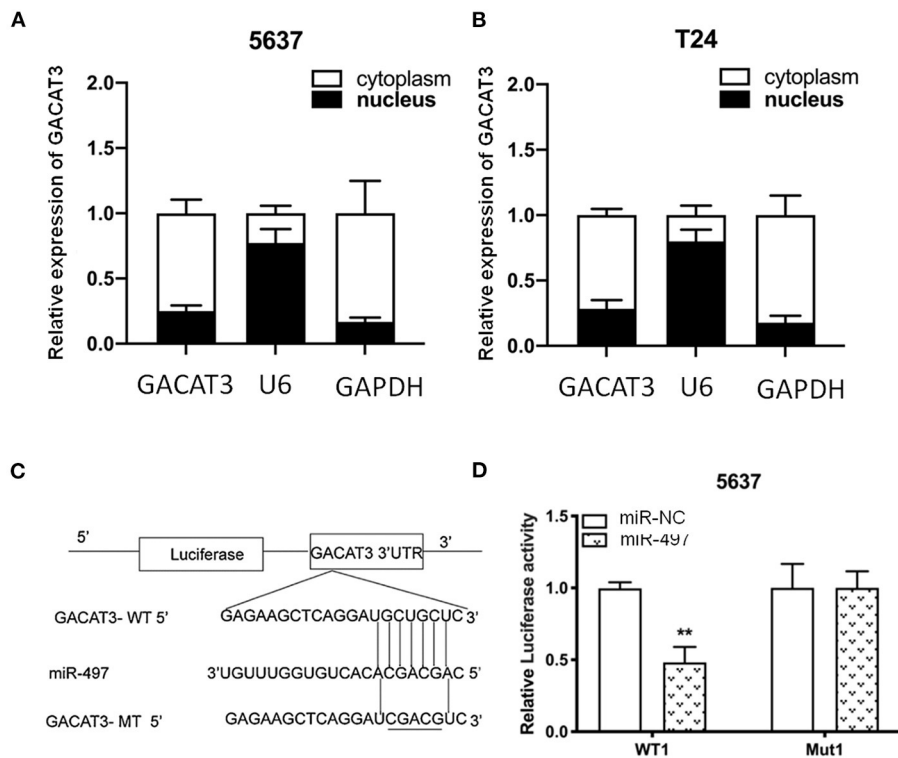 A
5637
cytoplasm
nucleus
Relative expression of GACAT3
2.0
1.5
1.0
0.5
0.0
GACAT3 U6 GAPDH
B
T24
cytoplasm
nucleus
Relative expression of GACAT3
2.0
1.5
1.0
0.5
0.0
GACAT3 U6 GAPDH
C
5' 3'
Luciferase GACAT3 3'UTR
GACAT3- WT 5' GAGAAGCTCAGGAUGCUGCUC 3'
miR-497 3'UGUUUGGUGUCACACGACGAC 5'
GACAT3- MT 5' GAGAAGCTCAGGAUCGACGUC 3'
D
5637
miR-NC
miR-497
Relative Luciferase activity
1.5
1.0
0.5
0.0
**
WT1 Mut1